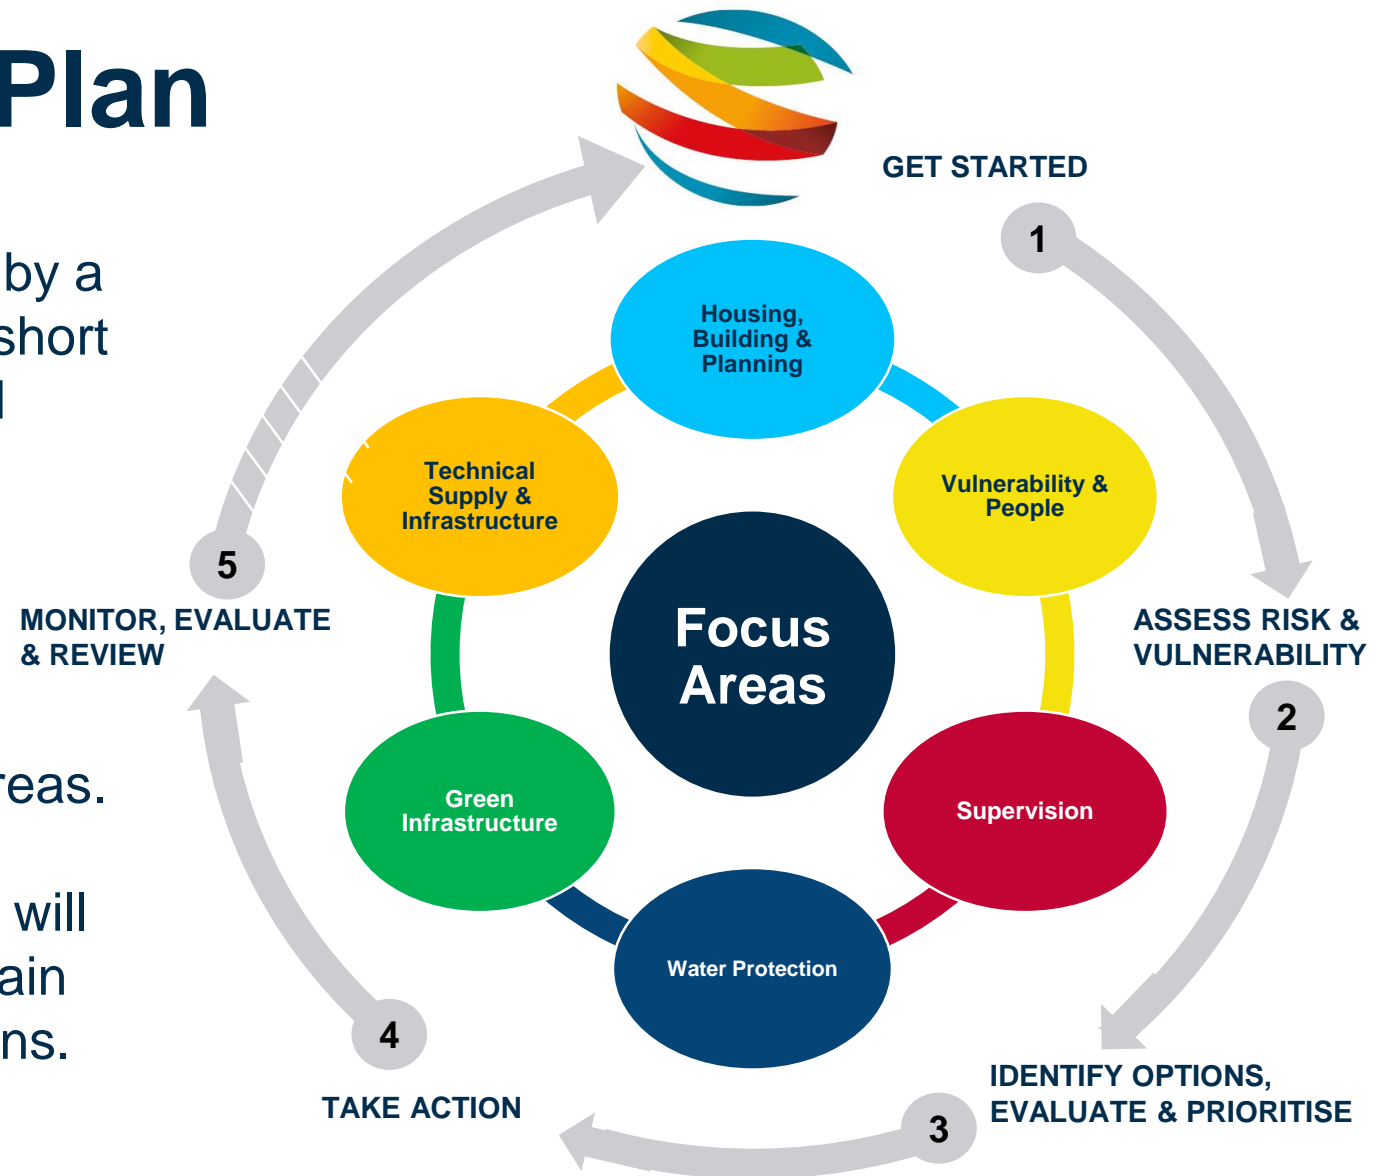 Plan
by a
short
l
reas.
will
ain
ns.
GET STARTED
1
ASSESS RISK &
VULNERABILITY
2
IDENTIFY OPTIONS,
EVALUATE & PRIORITISE
3
TAKE ACTION
4
5
MONITOR, EVALUATE
& REVIEW
Housing,
Building &
Planning
Vulnerability &
People
Supervision
Water Protection
Green
Infrastructure
Technical
Supply &
Infrastructure
Focus
Areas